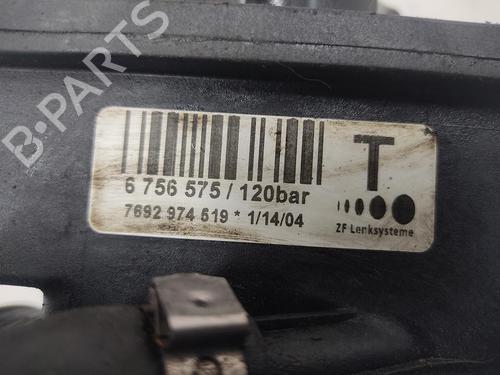 B-PARTS
6 756 575 / 120bar
7692 974 519 * 1/14/04
T
ZF Lenksysteme